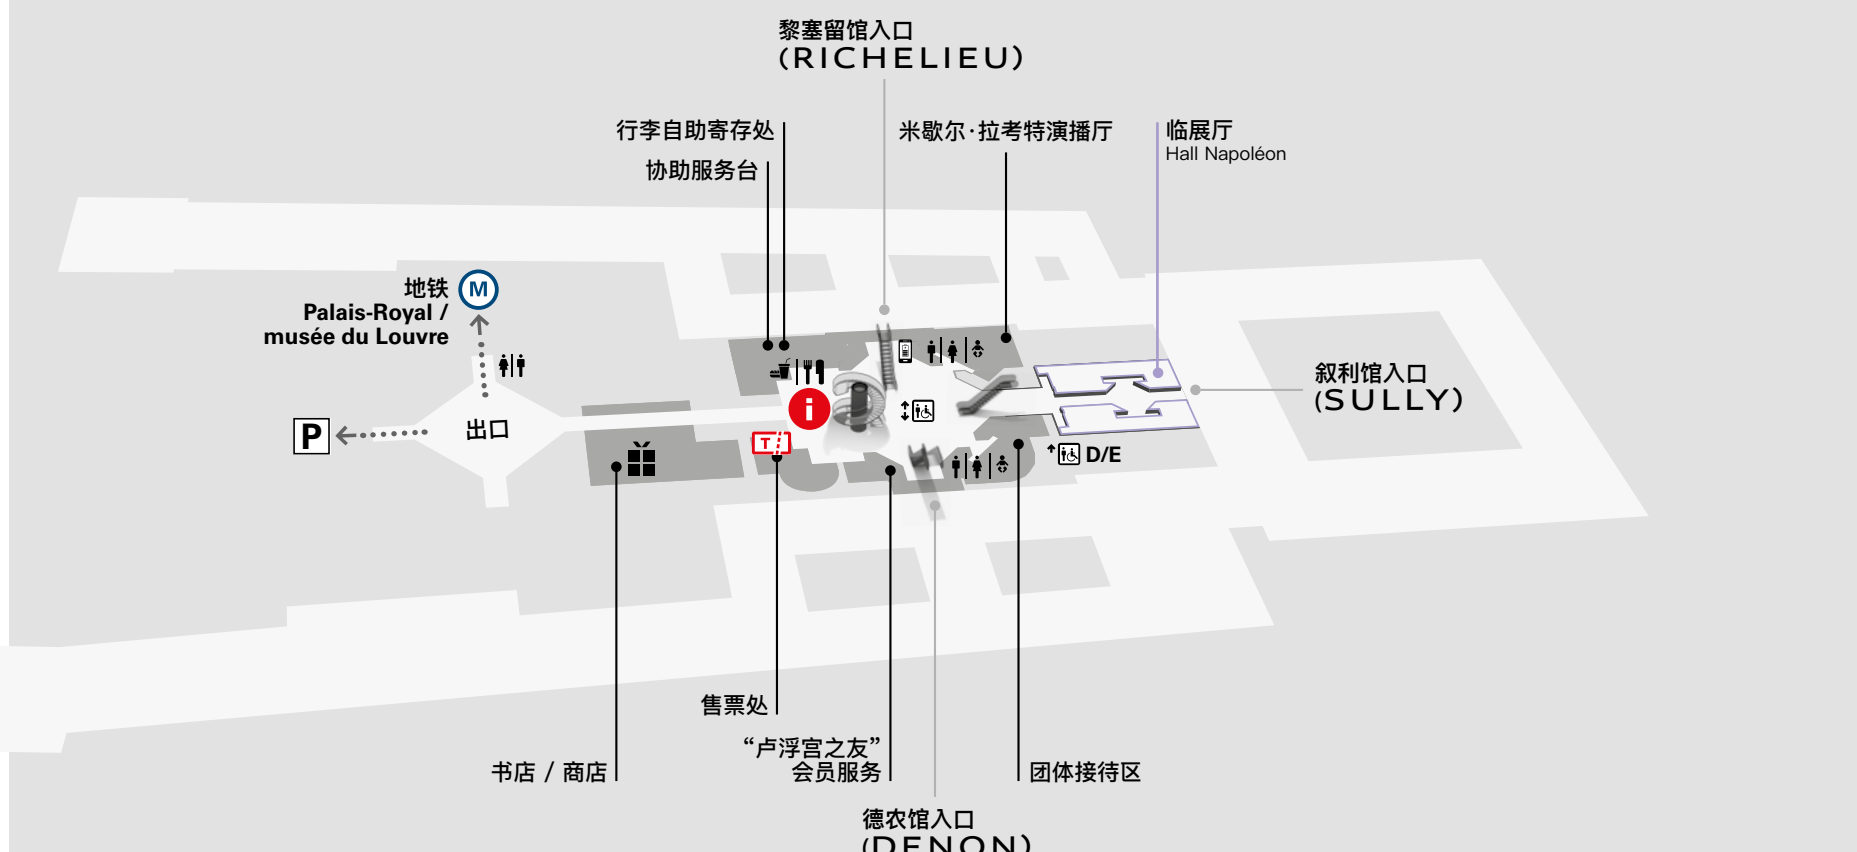 黎塞留馆入口
(RICHELIEU)
行李自助寄存处
协助服务台
米歇尔·拉考特演播厅
临展厅
Hall Napoléon
地铁
M
Palais-Royal /
musée du Louvre
叙利馆入口
(SULLY)
i
出口
P
T
D/E
售票处
“卢浮宫之友”
会员服务
书店 / 商店
团体接待区
德农馆入口
(DENON)